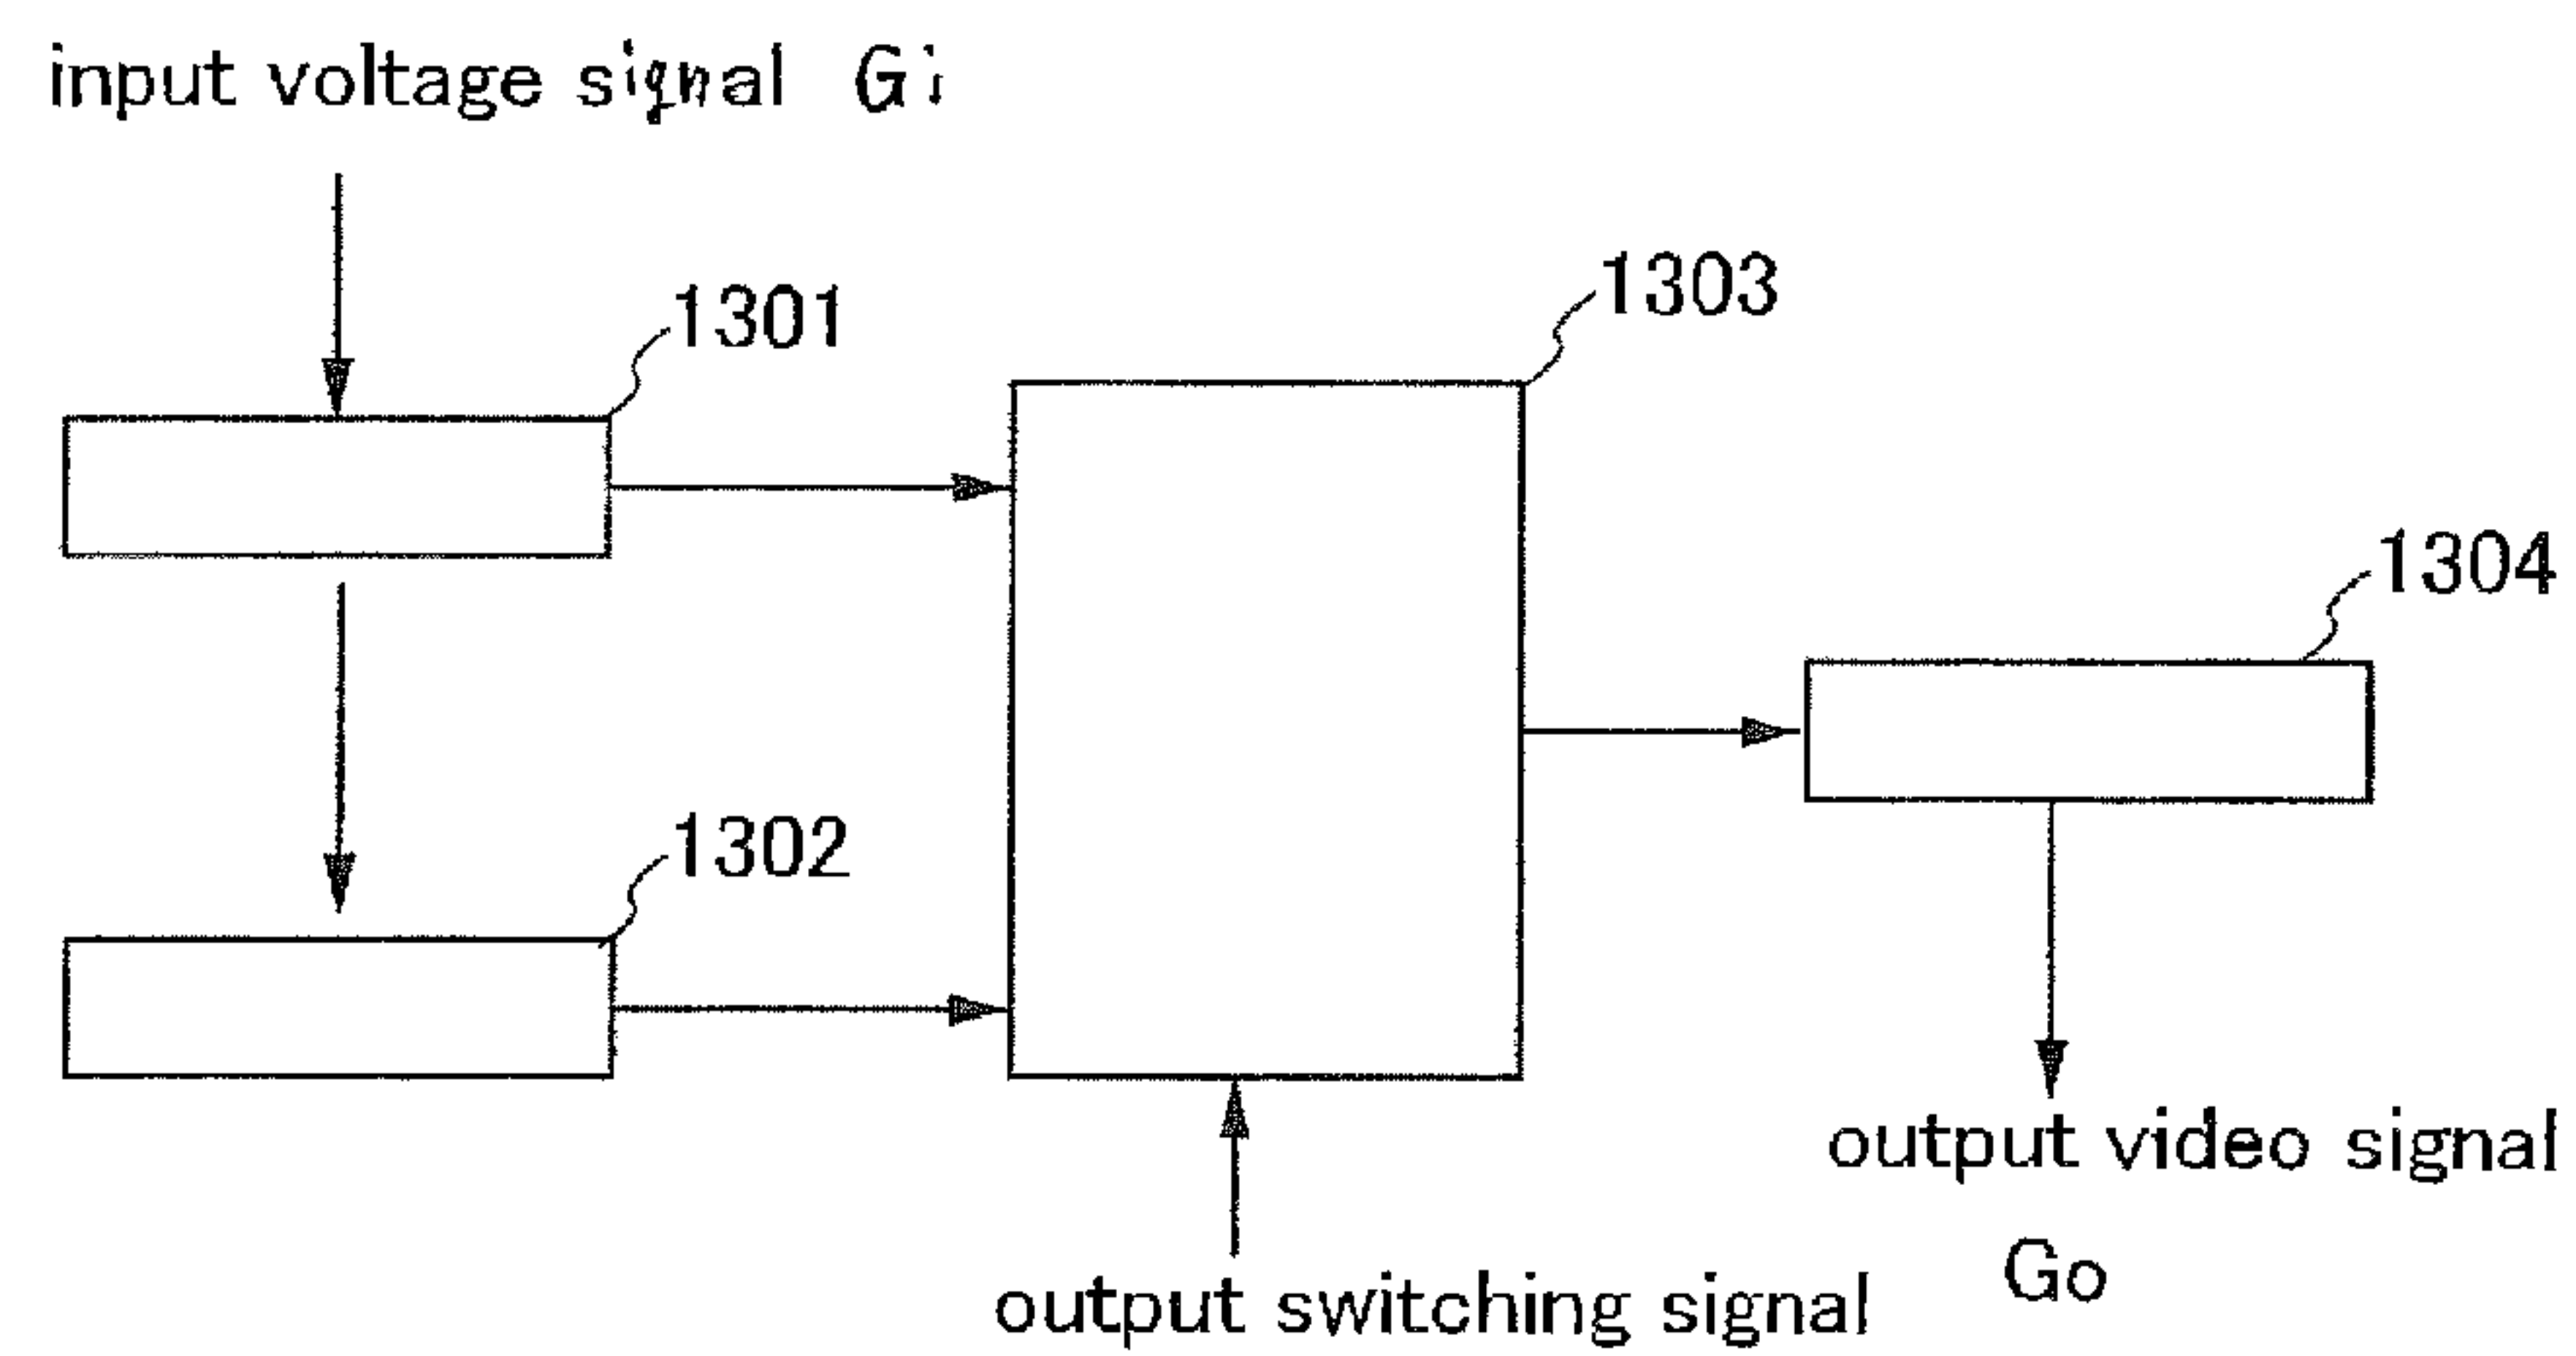 input voltage signal Gi
1303
1301
1304
1302
output video signal
Go
output switching signal